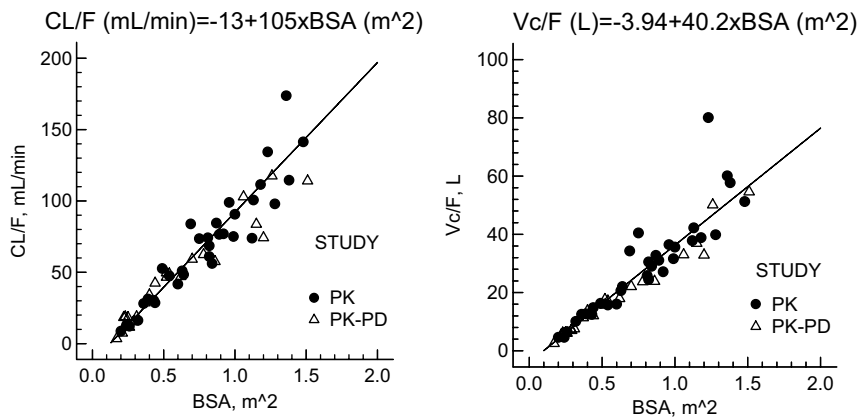 CL/F (mL/min)=-13+105xBSA (m^2)
200
150
100
50
0
CL/F, mL/min
0.0 0.5 1.0 1.5 2.0
BSA, m^2
STUDY
PK
PK-PD
Vc/F (L)=-3.94+40.2xBSA (m^2)
100
80
60
40
20
0
Vc/F, L
0.0 0.5 1.0 1.5 2.0
BSA, m^2
STUDY
PK
PK-PD